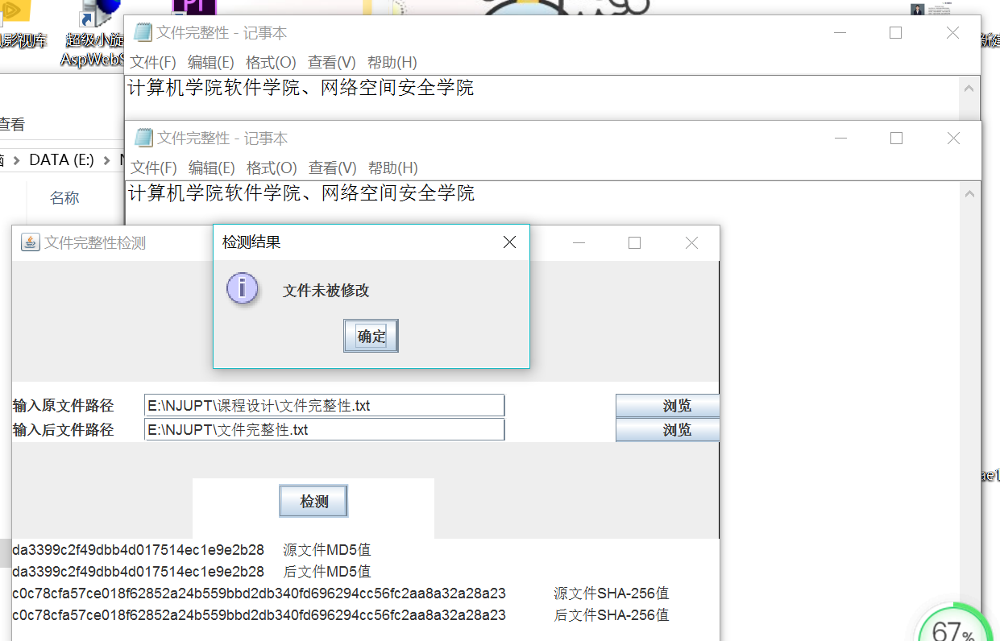 影视库
超级小旋
AspWebS
文件完整性 - 记事本
文件(F) 编辑(E) 格式(O) 查看(V) 帮助(H)
计算机学院软件学院、网络空间安全学院
查看
文件完整性 - 记事本
DATA (E:)
文件(F) 编辑(E) 格式(O) 查看(V) 帮助(H)
名称
计算机学院软件学院、网络空间安全学院
文件完整性检测
检测结果
文件未被修改
确定
输入原文件路径 E:\NJUPT\课程设计\文件完整性.txt 浏览
输入后文件路径 E:\NJUPT\文件完整性.txt 浏览
检测
da3399c2f49dbb4d017514ec1e9e2b28 源文件MD5值
da3399c2f49dbb4d017514ec1e9e2b28 后文件MD5值
c0c78cfa57ce018f62852a24b559bbd2db340fd696294cc56fc2aa8a32a28a23 源文件SHA-256值
c0c78cfa57ce018f62852a24b559bbd2db340fd696294cc56fc2aa8a32a28a23 后文件SHA-256值
67%